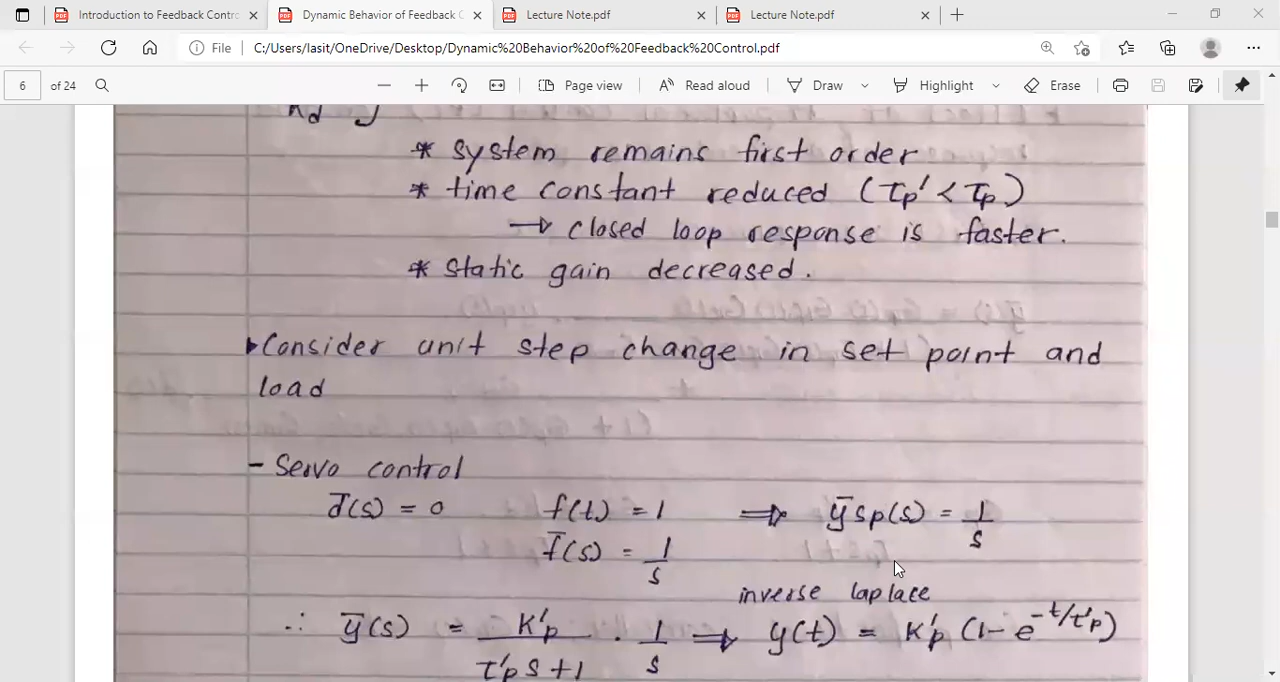 Introduction to Feedback Contro
Dynamic Behavior of Feedback C
Lecture Note.pdf
Lecture Note.pdf
File
C:/Users/lasit/OneDrive/Desktop/Dynamic%20Behavior%20of%20Feedback%20Control.pdf
6 of 24
Page view
Read aloud
Draw
Highlight
Erase
Kd
* system remains first order
* time constant reduced (τp' < τp)
→ closed loop response is faster.
* static gain decreased.
Consider unit step change in set point and
load
- Servo control
d̅(s) = 0 f(t) = 1 ⇒ y̅sp(s) = 1/s
f̅(s) = 1/s
inverse laplace
∴ y̅(s) = K'p/(τ'p s + 1) . 1/s ⇒ y(t) = K'p (1 - e^-t/τ'p)